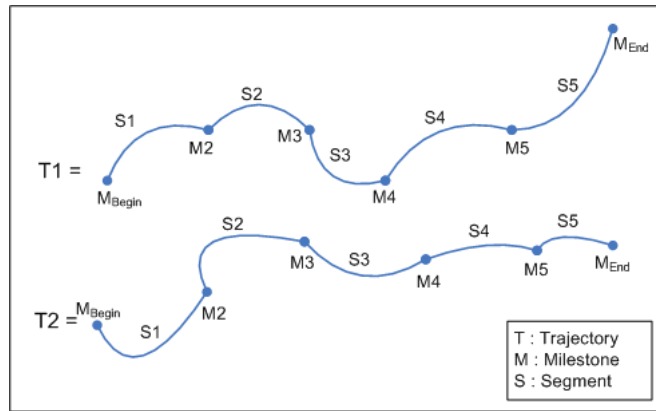 M_End
S5
S2
S1
S4
M2
M3
S3
T1 =
M_Begin
M4
M5
S2
S4
S5
M3
S3
M4
M5
M_End
T2 =
M_Begin
S1
M2
T : Trajectory
M : Milestone
S : Segment